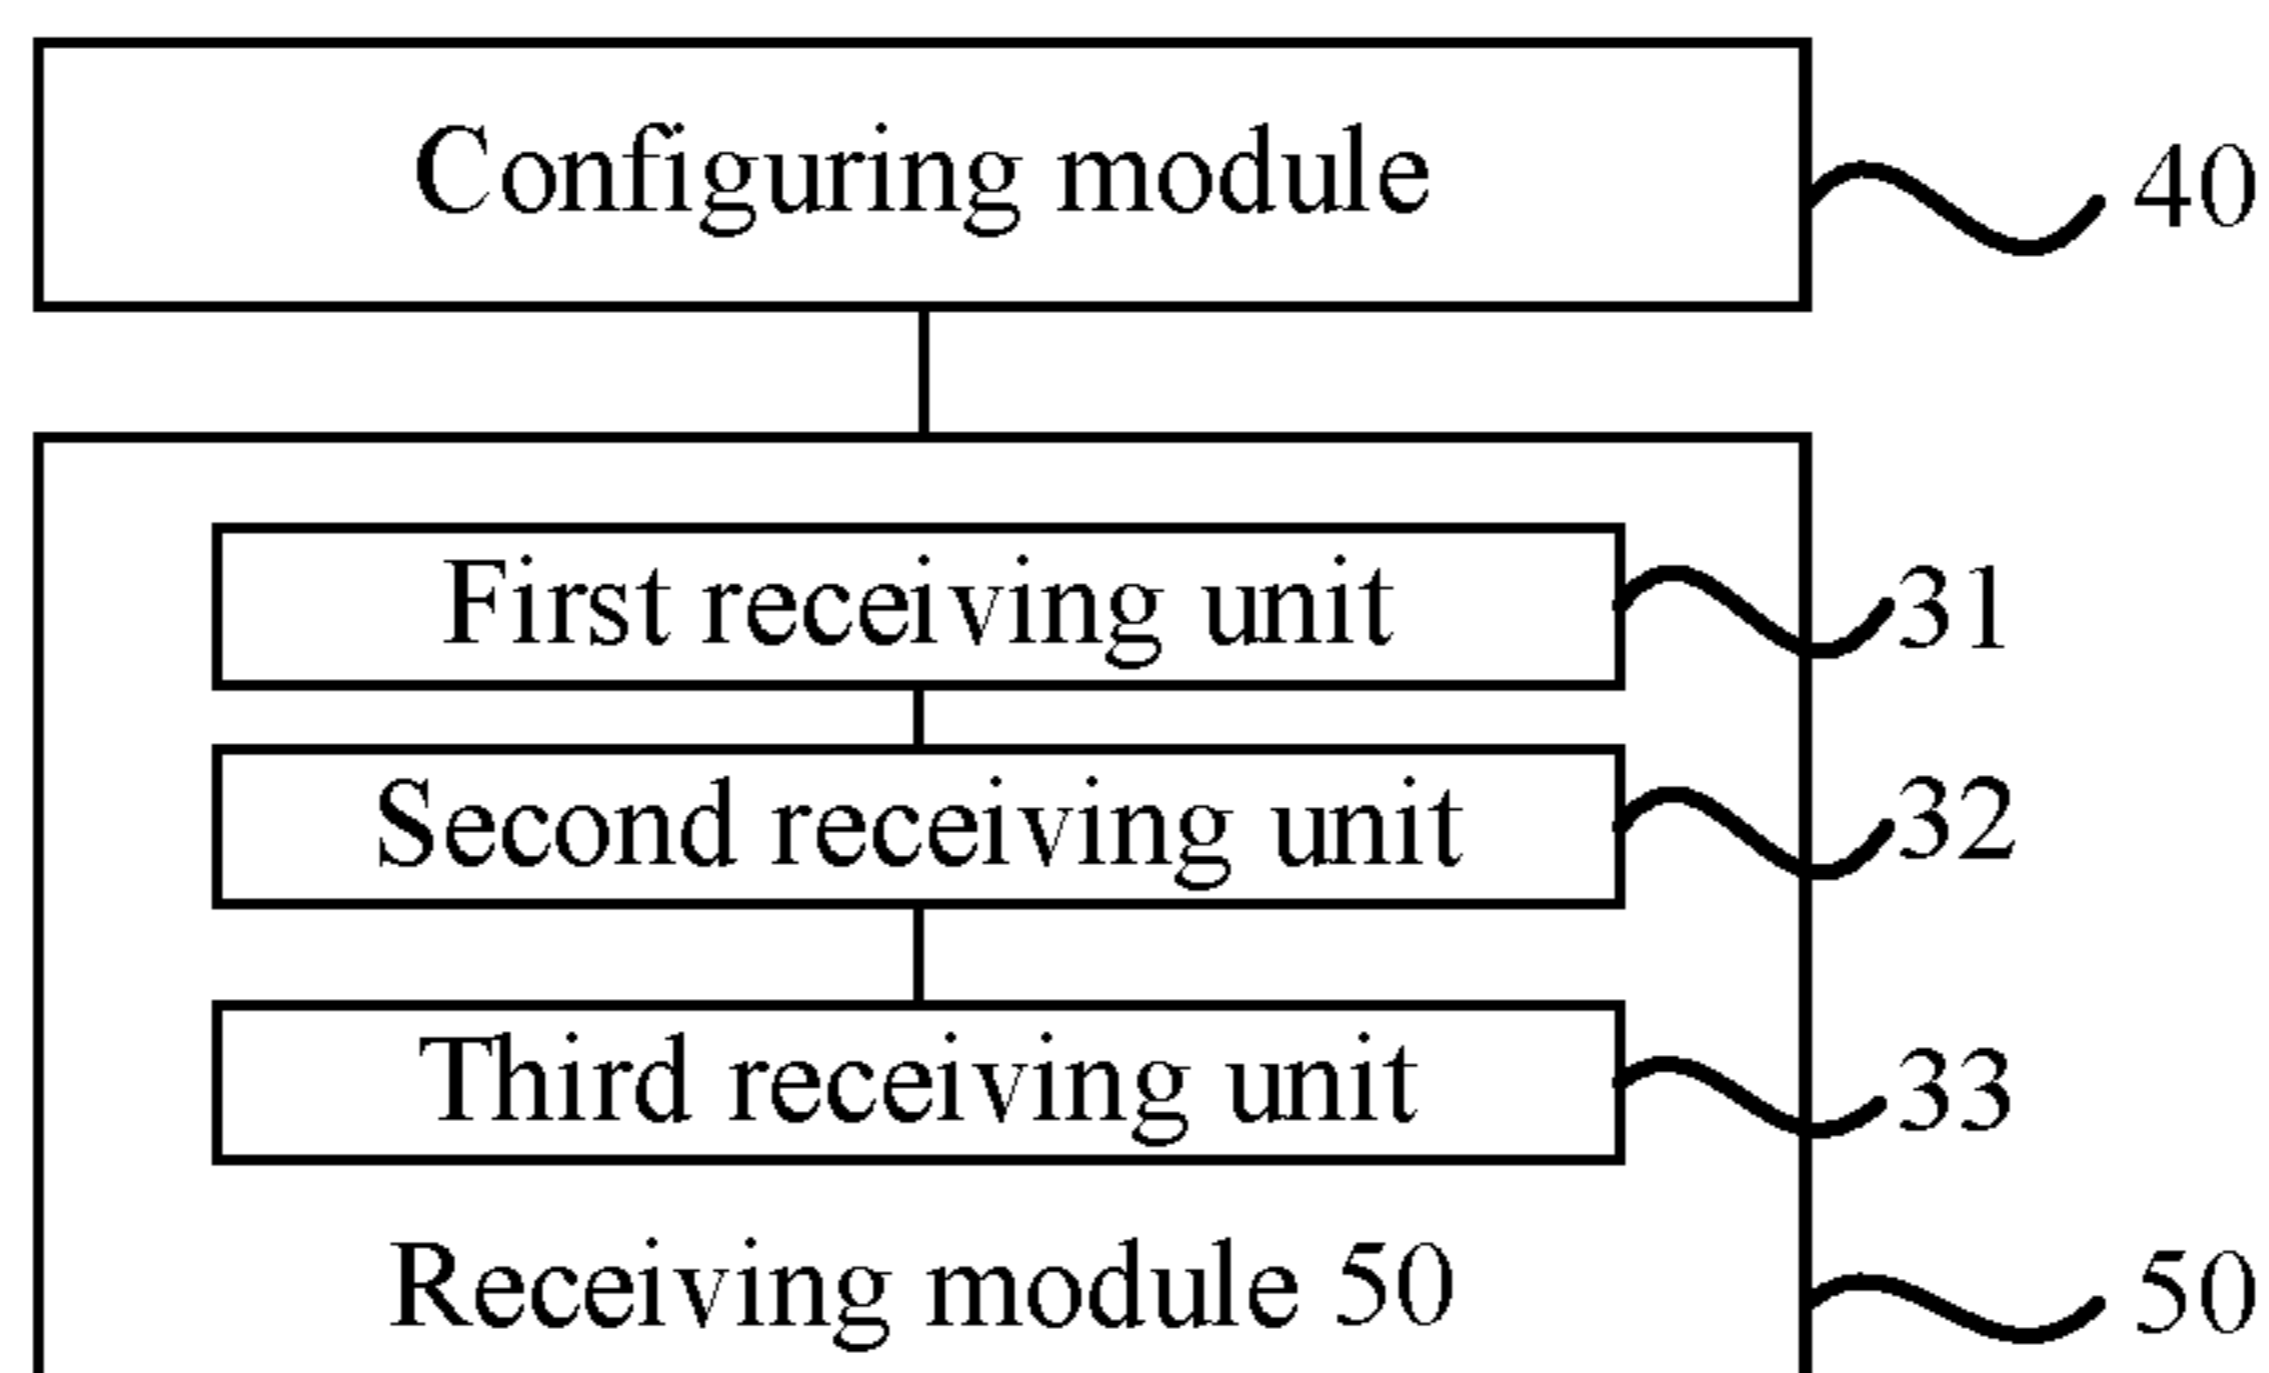 Configuring module 40
First receiving unit 31
Second receiving unit 32
Third receiving unit 33
Receiving module 50 50